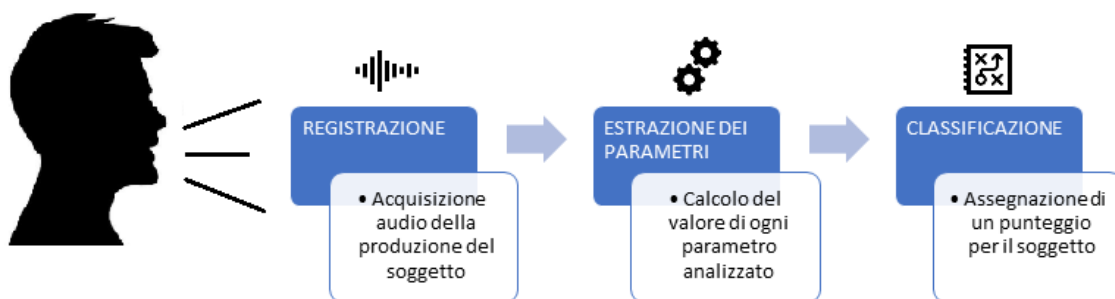 REGISTRAZIONE
• Acquisizione
audio della
produzione del
soggetto
ESTRAZIONE DEI
PARAMETRI
• Calcolo del
valore di ogni
parametro
analizzato
CLASSIFICAZIONE
• Assegnazione di
un punteggio
per il soggetto